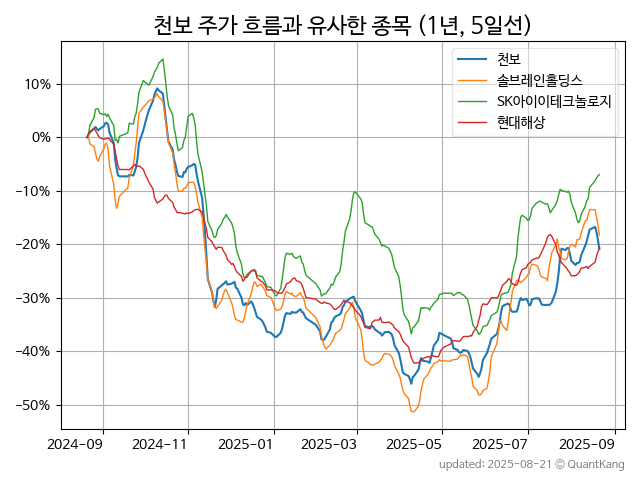 천보 주가 흐름과 유사한 종목 (1년, 5일선)
천보
솔브레인홀딩스
SK아이이테크놀로지
현대해상
10%
0%
−10%
−20%
−30%
−40%
−50%
2024-09 2024-11 2025-01 2025-03 2025-05 2025-07 2025-09
updated: 2025-08-21 © QuantKang